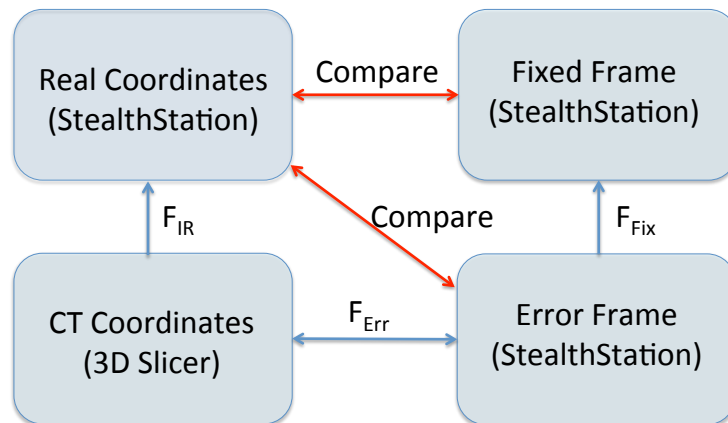 Real Coordinates
(StealthStation)
Compare
Fixed Frame
(StealthStation)
F_IR
Compare
F_Fix
CT Coordinates
(3D Slicer)
F_Err
Error Frame
(StealthStation)